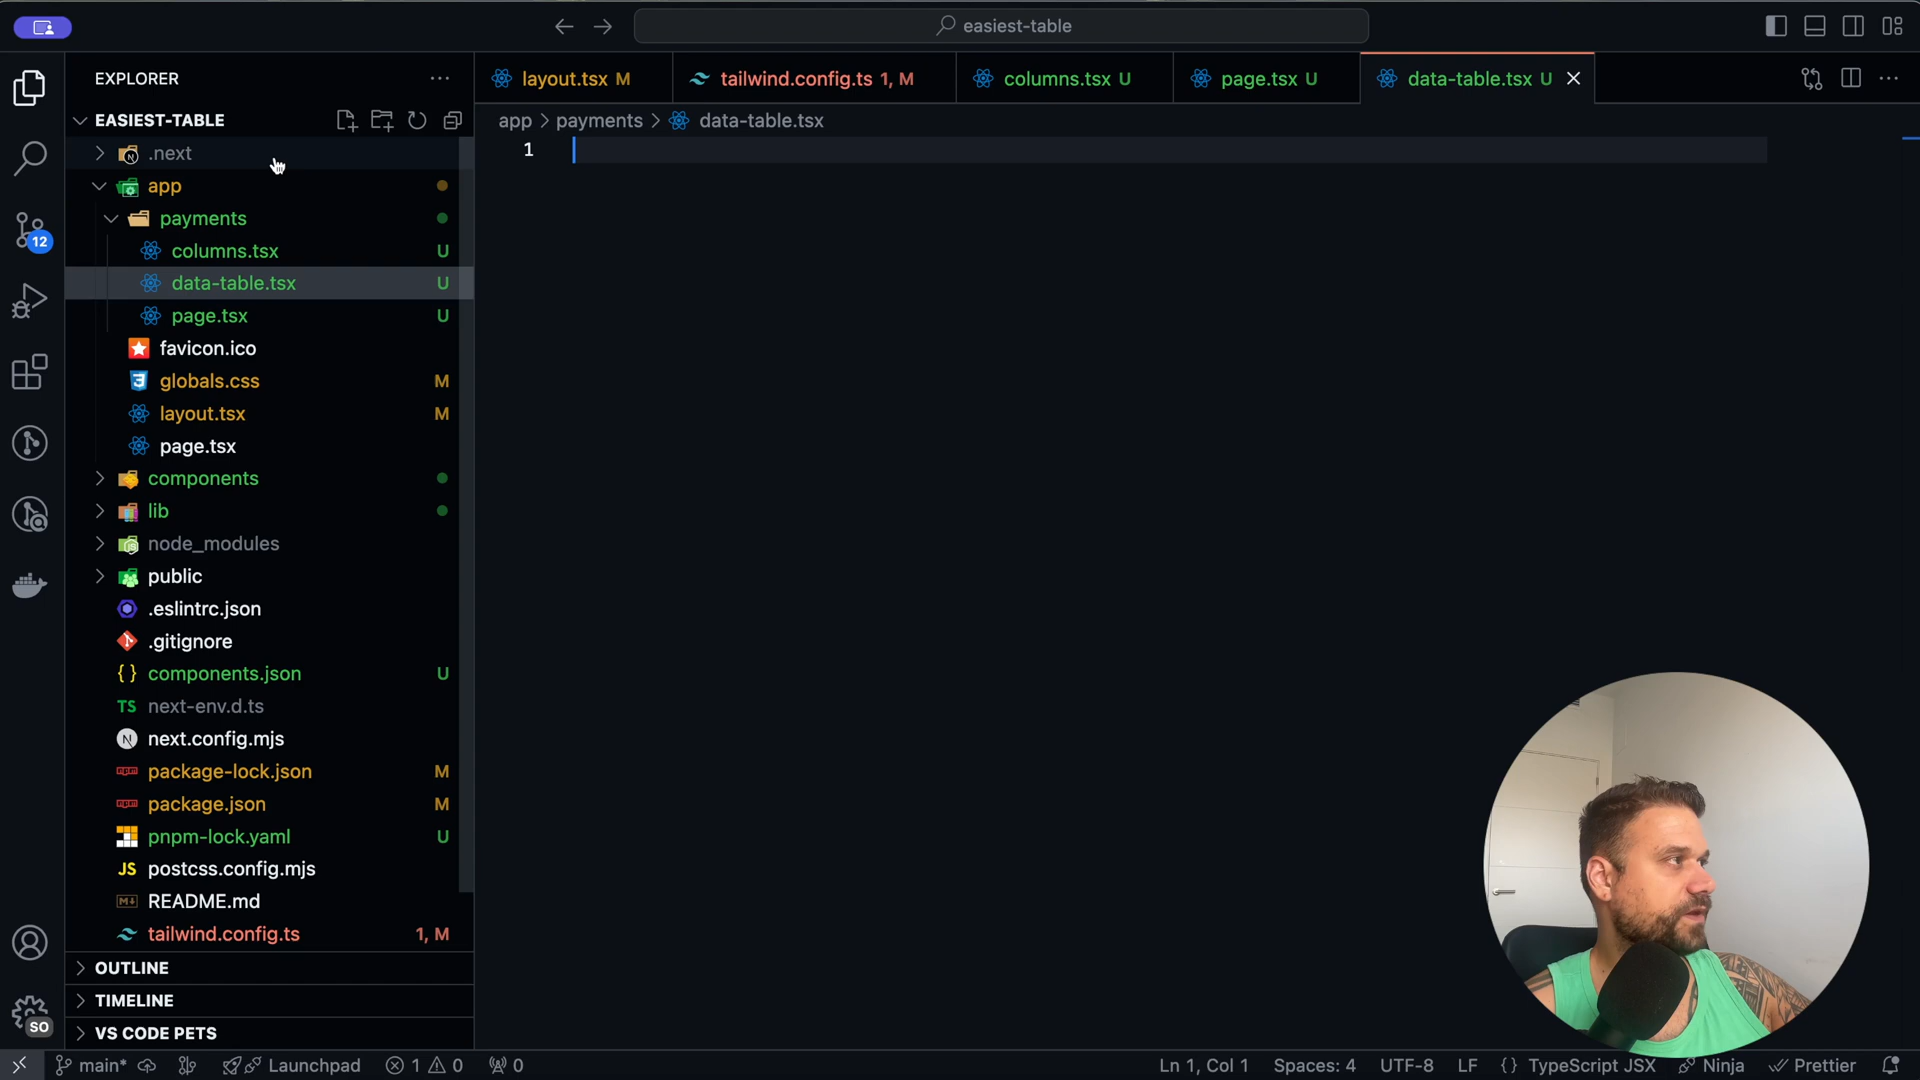 easiest-table
EXPLORER
layout.tsx M
tailwind.config.ts 1, M
columns.tsx U
page.tsx U
data-table.tsx U
EASIEST-TABLE
app > payments > data-table.tsx
1
.next
app
payments
columns.tsx U
data-table.tsx U
page.tsx U
favicon.ico
globals.css M
layout.tsx M
page.tsx
components
lib
node_modules
public
.eslintrc.json
.gitignore
{} components.json U
TS next-env.d.ts
N next.config.mjs
npm package-lock.json M
npm package.json M
pnpm-lock.yaml U
JS postcss.config.mjs
M↓ README.md
tailwind.config.ts 1, M
OUTLINE
TIMELINE
VS CODE PETS
12
SO
main* Launchpad 1 0 0
Ln 1, Col 1 Spaces: 4 UTF-8 LF {} TypeScript JSX Ninja Prettier